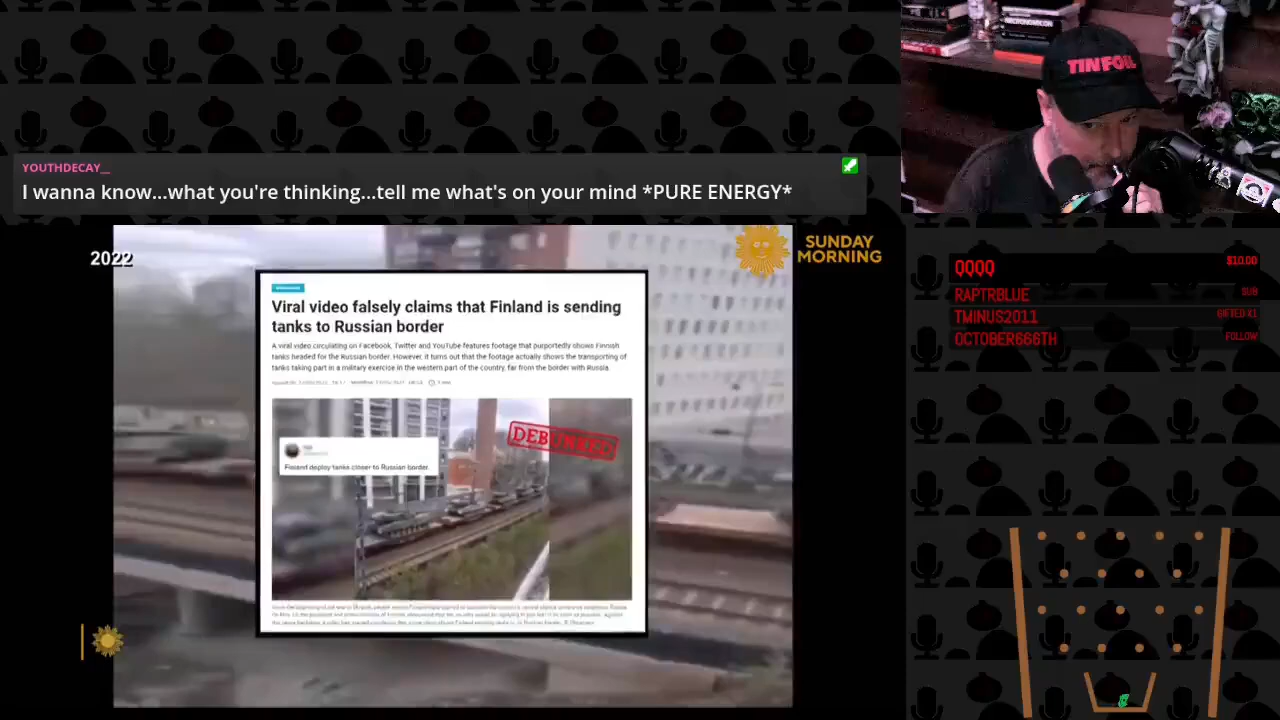 TINFOIL
YOUTHDECAY__
I wanna know...what you're thinking...tell me what's on your mind *PURE ENERGY*
2022
SUNDAY
MORNING
Viral video falsely claims that Finland is sending
tanks to Russian border
A viral video circulating on Facebook, Twitter and YouTube features footage that purportedly shows Finnish
tanks headed for the Russian border. However, it turns out that the footage actually shows the transporting of
tanks taking part in a military exercise in the western part of the country, far from the border with Russia.
DEBUNKED
Finland deploy tanks closer to Russian border.
QQQQ $10.00
RAPTRBLUE SUB
TMINUS2011 GIFTED X1
OCTOBER666TH FOLLOW